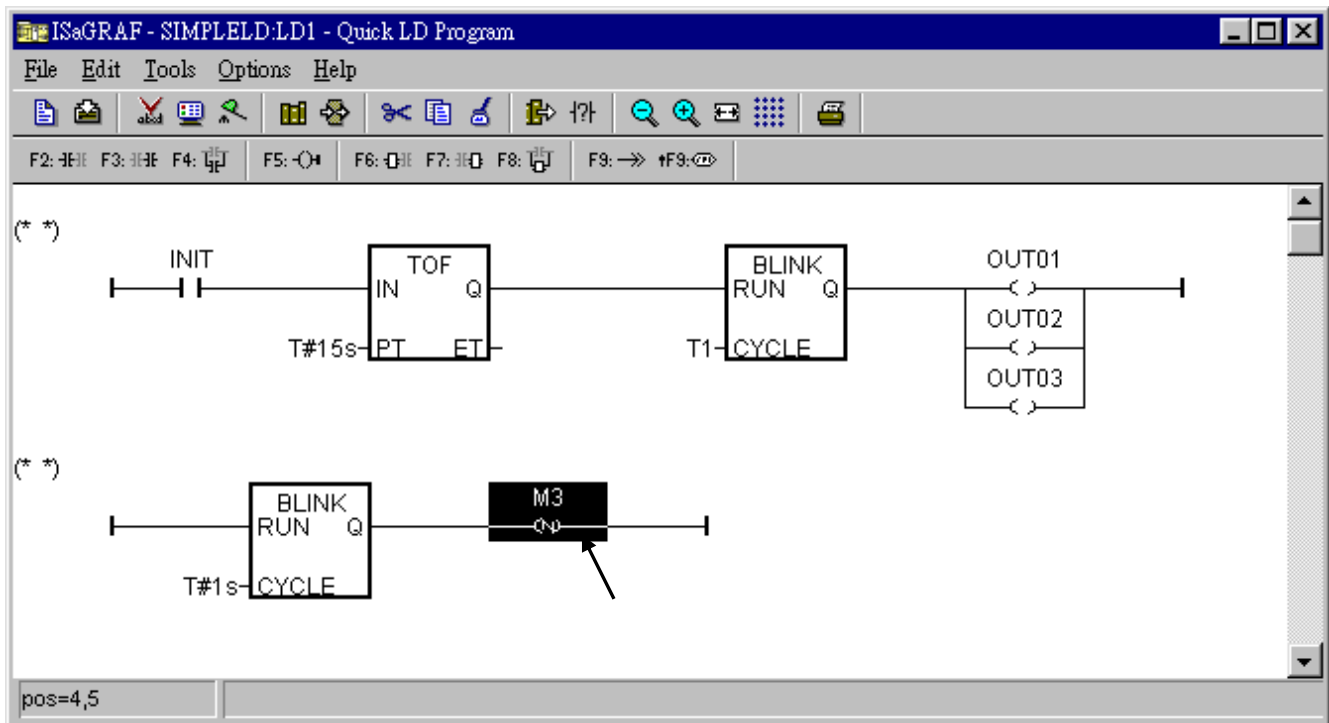 ISaGRAF - SIMPLELD:LD1 - Quick LD Program
File Edit Tools Options Help
abcd
?
F2: F3: F4: F5: F6: F7: F8: F9: F9:
(* *)
INIT TOF BLINK OUT01
IN Q RUN Q
OUT02
T#15s PT ET T1 CYCLE
OUT03
(* *)
BLINK M3
RUN Q (N)
T#1s CYCLE
pos=4,5